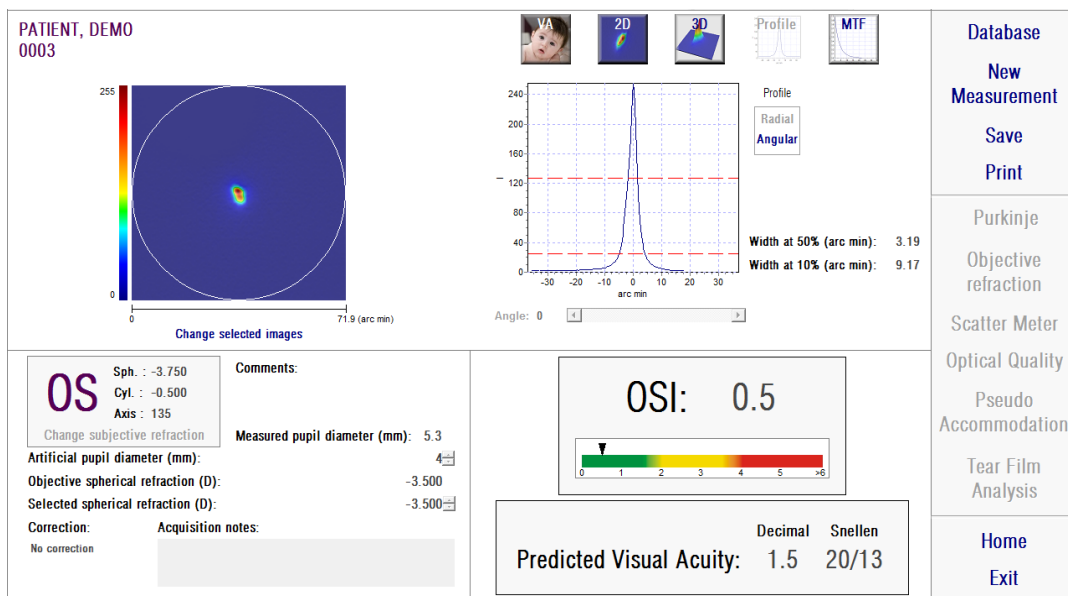 PATIENT, DEMO
0003
VA
2D
3D
Profile
MTF
255
0
0
71.9 (arc min)
Change selected images
240
200
160
120
80
40
0
-30 -20 -10 0 10 20 30
arc min
Profile
Radial
Angular
Width at 50% (arc min): 3.19
Width at 10% (arc min): 9.17
Angle: 0
OS
Sph. : -3.750
Cyl. : -0.500
Axis : 135
Change subjective refraction
Comments:
Measured pupil diameter (mm): 5.3
Artificial pupil diameter (mm): 4
Objective spherical refraction (D): -3.500
Selected spherical refraction (D): -3.500
Correction:
No correction
Acquisition notes:
OSI: 0.5
0 1 2 3 4 5 >6
Decimal Snellen
Predicted Visual Acuity: 1.5 20/13
Database
New
Measurement
Save
Print
Purkinje
Objective
refraction
Scatter Meter
Optical Quality
Pseudo
Accommodation
Tear Film
Analysis
Home
Exit